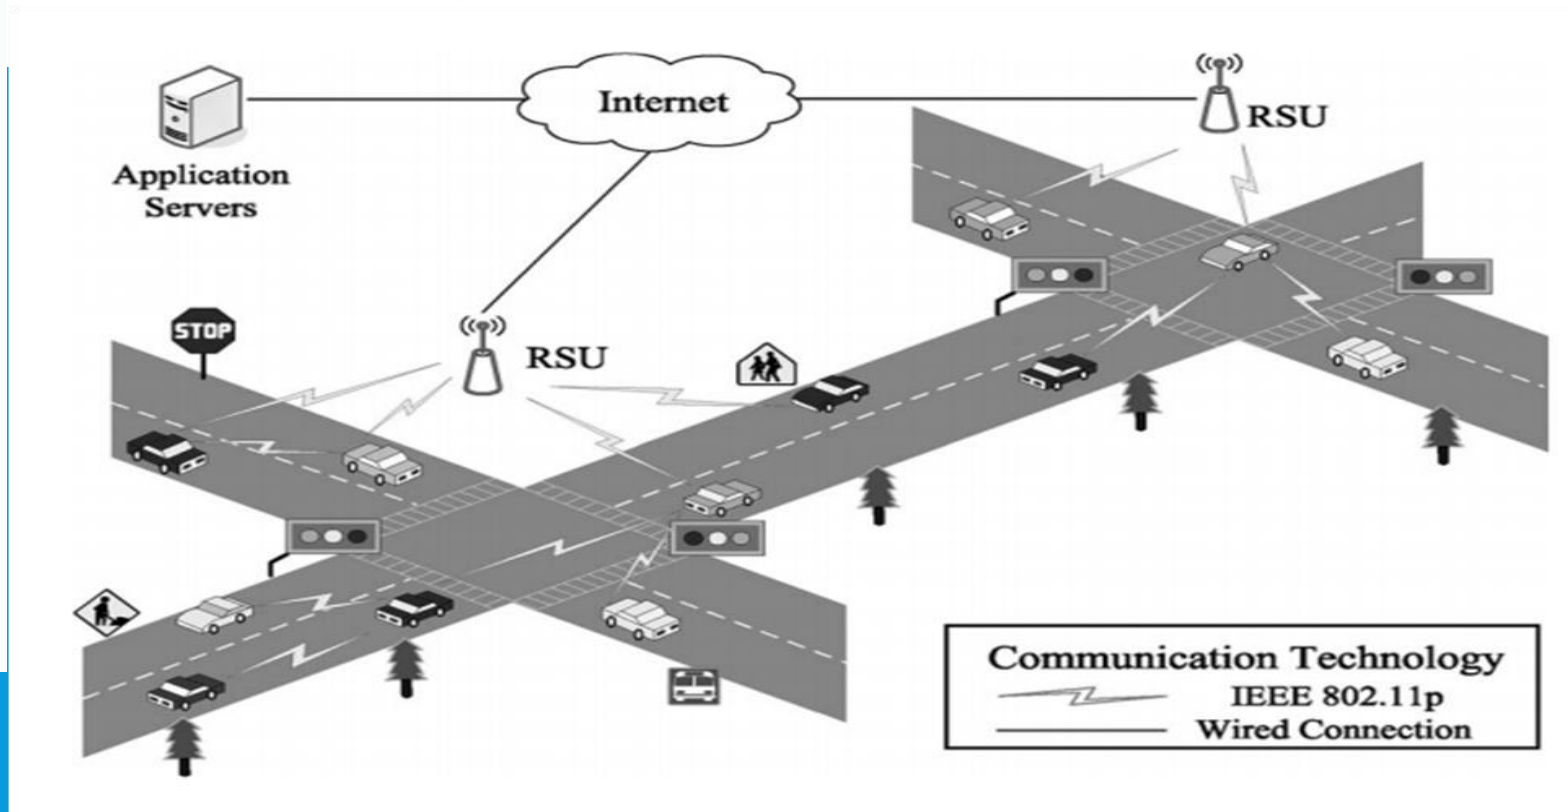 Internet
RSU
Application
Servers
STOP
RSU
Communication Technology
IEEE 802.11p
Wired Connection